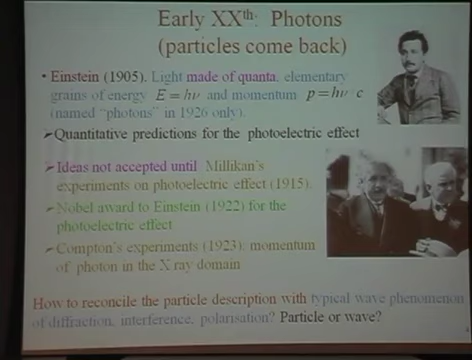 Early XXth: Photons
(particles come back)
• Einstein (1905). Light made of quanta, elementary
grains of energy E = hν and momentum p = hν c
(named "photons" in 1926 only).
➢Quantitative predictions for the photoelectric effect
➢Ideas not accepted until Millikan's
experiments on photoelectric effect (1915).
➢Nobel award to Einstein (1922) for the
photoelectric effect
➢Compton's experiments (1923): momentum
of photon in the X ray domain
How to reconcile the particle description with typical wave phenomenon
of diffraction, interference, polarisation? Particle or wave?